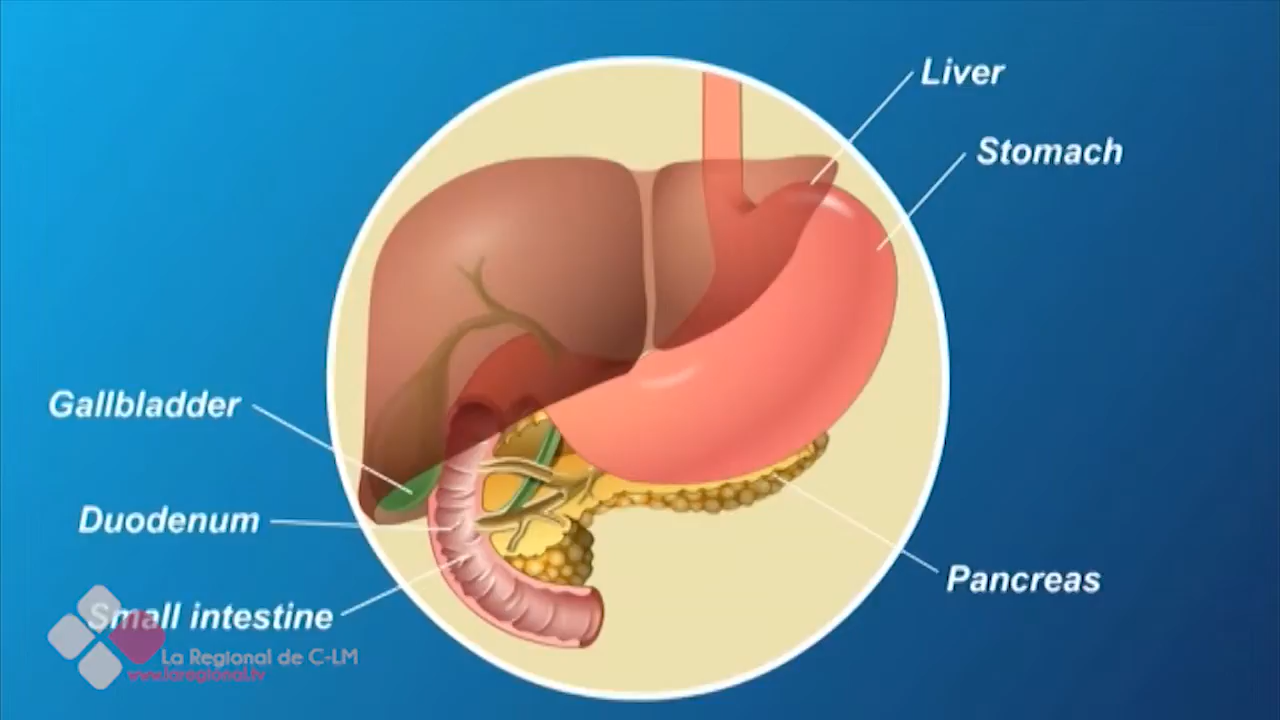 Liver
Stomach
Gallbladder
Duodenum
Pancreas
Small intestine
La Regional de C-LM
www.laregional.tv